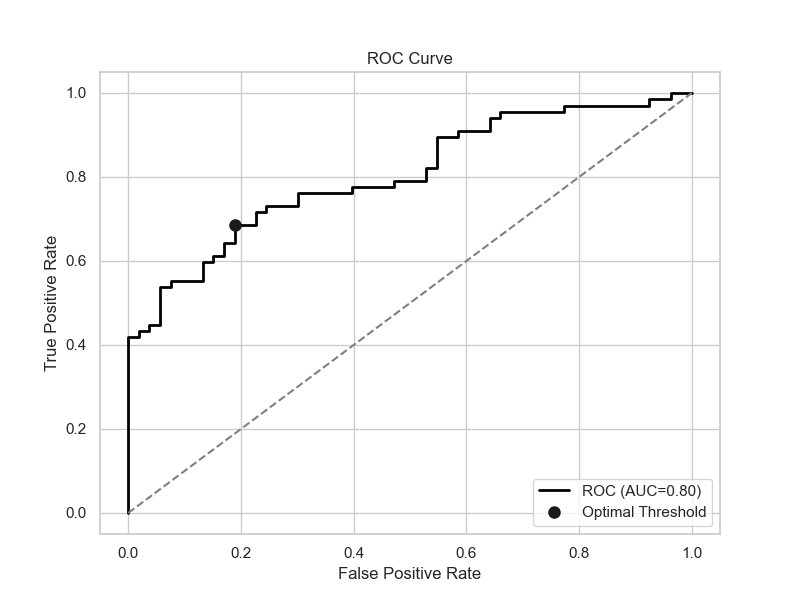 ROC Curve
True Positive Rate
1.0
0.8
0.6
0.4
0.2
0.0
ROC (AUC=0.80)
Optimal Threshold
0.0 0.2 0.4 0.6 0.8 1.0
False Positive Rate